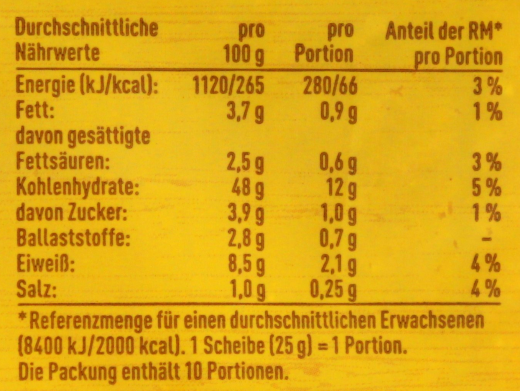 Durchschnittliche pro pro Anteil der RM*
Nährwerte 100 g Portion pro Portion
Energie (kJ/kcal): 1120/265 280/66 3 %
Fett: 3,7 g 0,9 g 1 %
davon gesättigte
Fettsäuren: 2,5 g 0,6 g 3 %
Kohlenhydrate: 48 g 12 g 5 %
davon Zucker: 3,9 g 1,0 g 1 %
Ballaststoffe: 2,8 g 0,7 g –
Eiweiß: 8,5 g 2,1 g 4 %
Salz: 1,0 g 0,25 g 4 %
*Referenzmenge für einen durchschnittlichen Erwachsenen
(8400 kJ/2000 kcal). 1 Scheibe (25 g) = 1 Portion.
Die Packung enthält 10 Portionen.